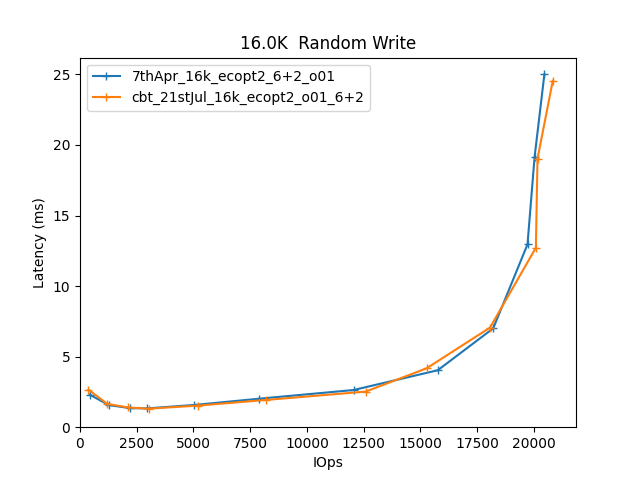 16.0K  Random Write
7thApr_16k_ecopt2_6+2_o01
cbt_21stJul_16k_ecopt2_o01_6+2
Latency (ms)
25
20
15
10
5
0
0 2500 5000 7500 10000 12500 15000 17500 20000
IOps